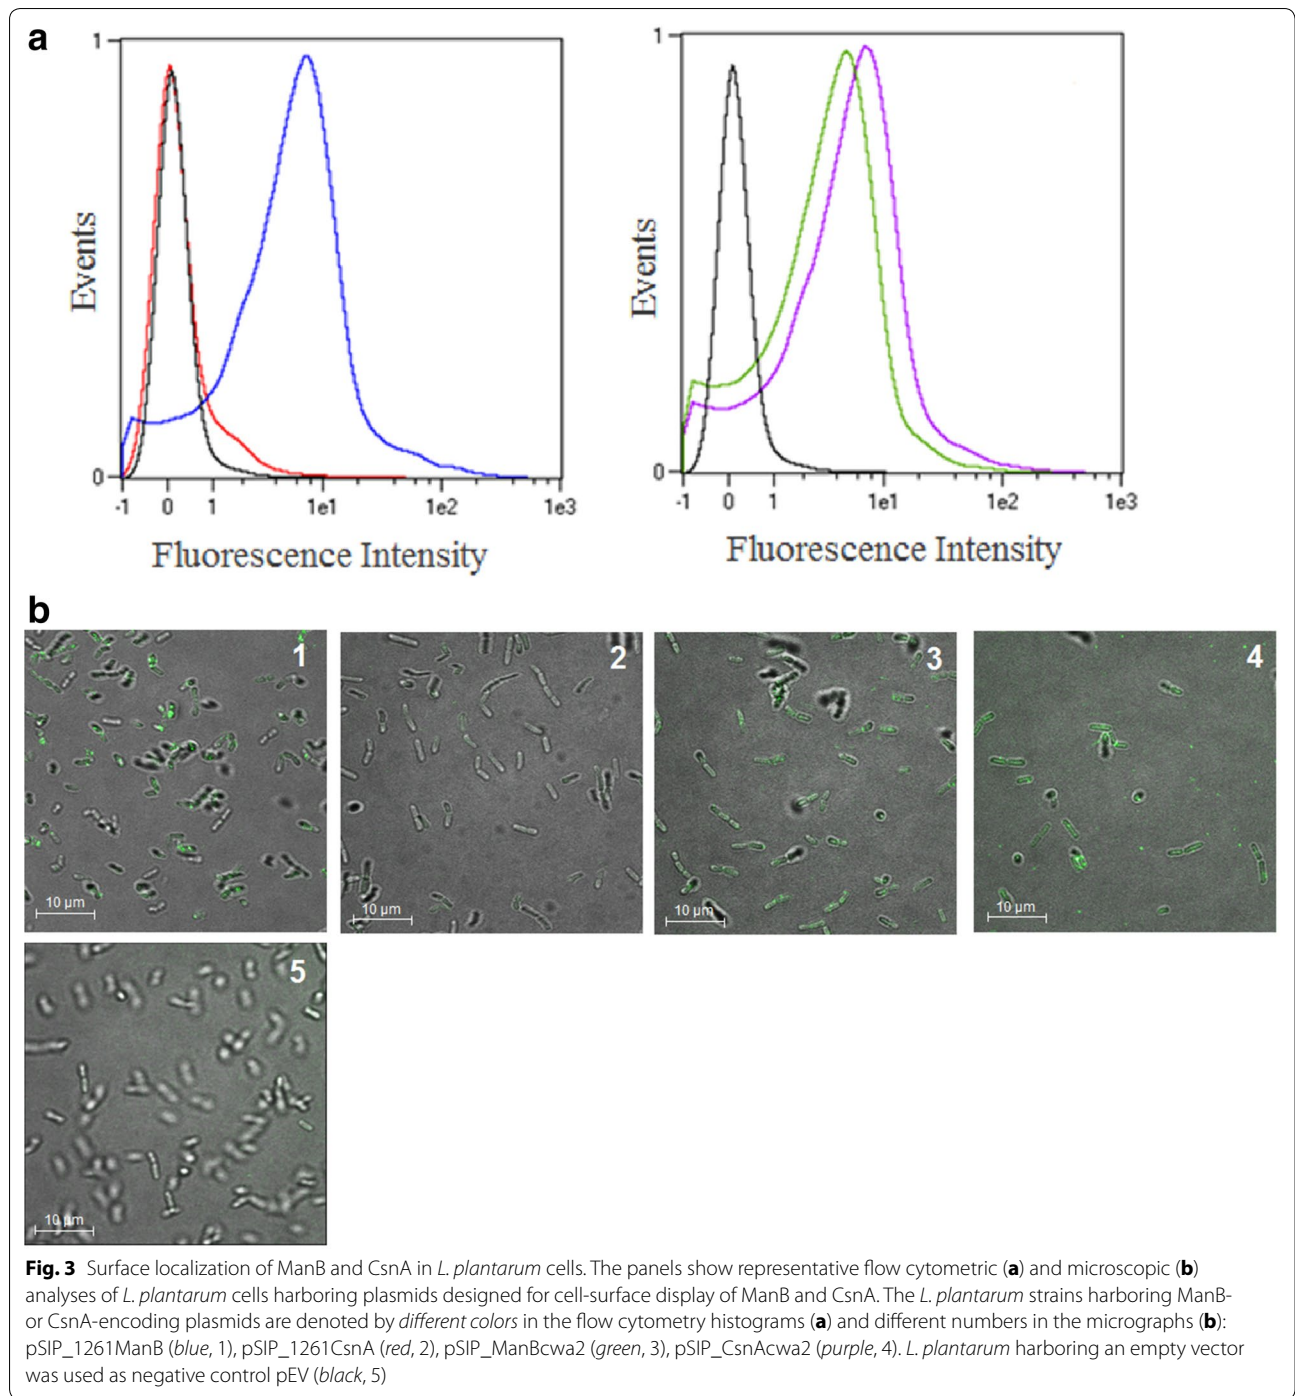 a
1
Events
0
-1 0 1 1e1 1e2 1e3
Fluorescence Intensity
1
Events
0
-1 0 1 1e1 1e2 1e3
Fluorescence Intensity
b
1
10 µm
2
10 µm
3
10 µm
4
10 µm
5
10 µm
Fig. 3 Surface localization of ManB and CsnA in L. plantarum cells. The panels show representative flow cytometric (a) and microscopic (b)
analyses of L. plantarum cells harboring plasmids designed for cell-surface display of ManB and CsnA. The L. plantarum strains harboring ManB-
or CsnA-encoding plasmids are denoted by different colors in the flow cytometry histograms (a) and different numbers in the micrographs (b):
pSIP_1261ManB (blue, 1), pSIP_1261CsnA (red, 2), pSIP_ManBcwa2 (green, 3), pSIP_CsnAcwa2 (purple, 4). L. plantarum harboring an empty vector
was used as negative control pEV (black, 5)